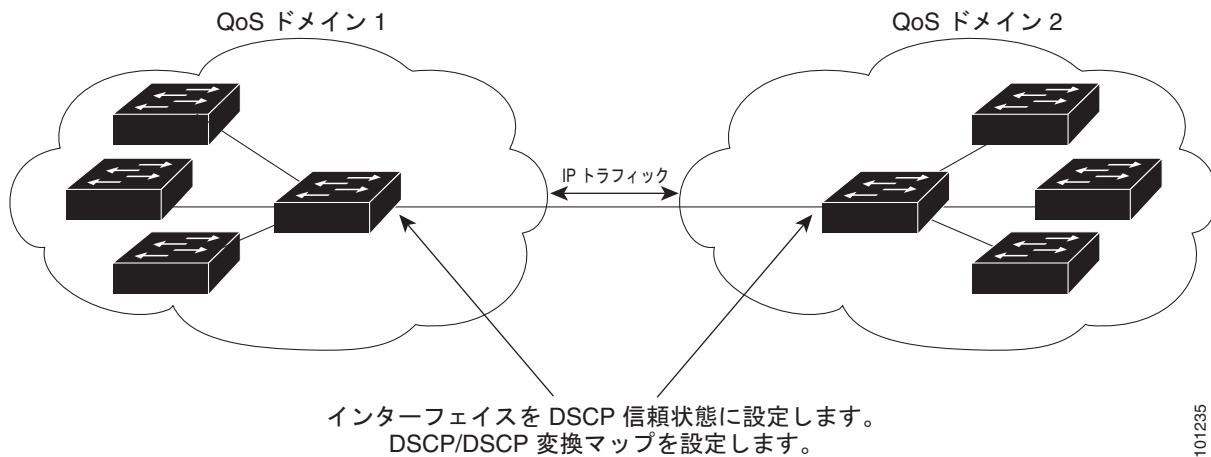 QoS ドメイン 1
QoS ドメイン 2
IP トラフィック
インターフェイスを DSCP 信頼状態に設定します。
DSCP/DSCP 変換マップを設定します。
101235